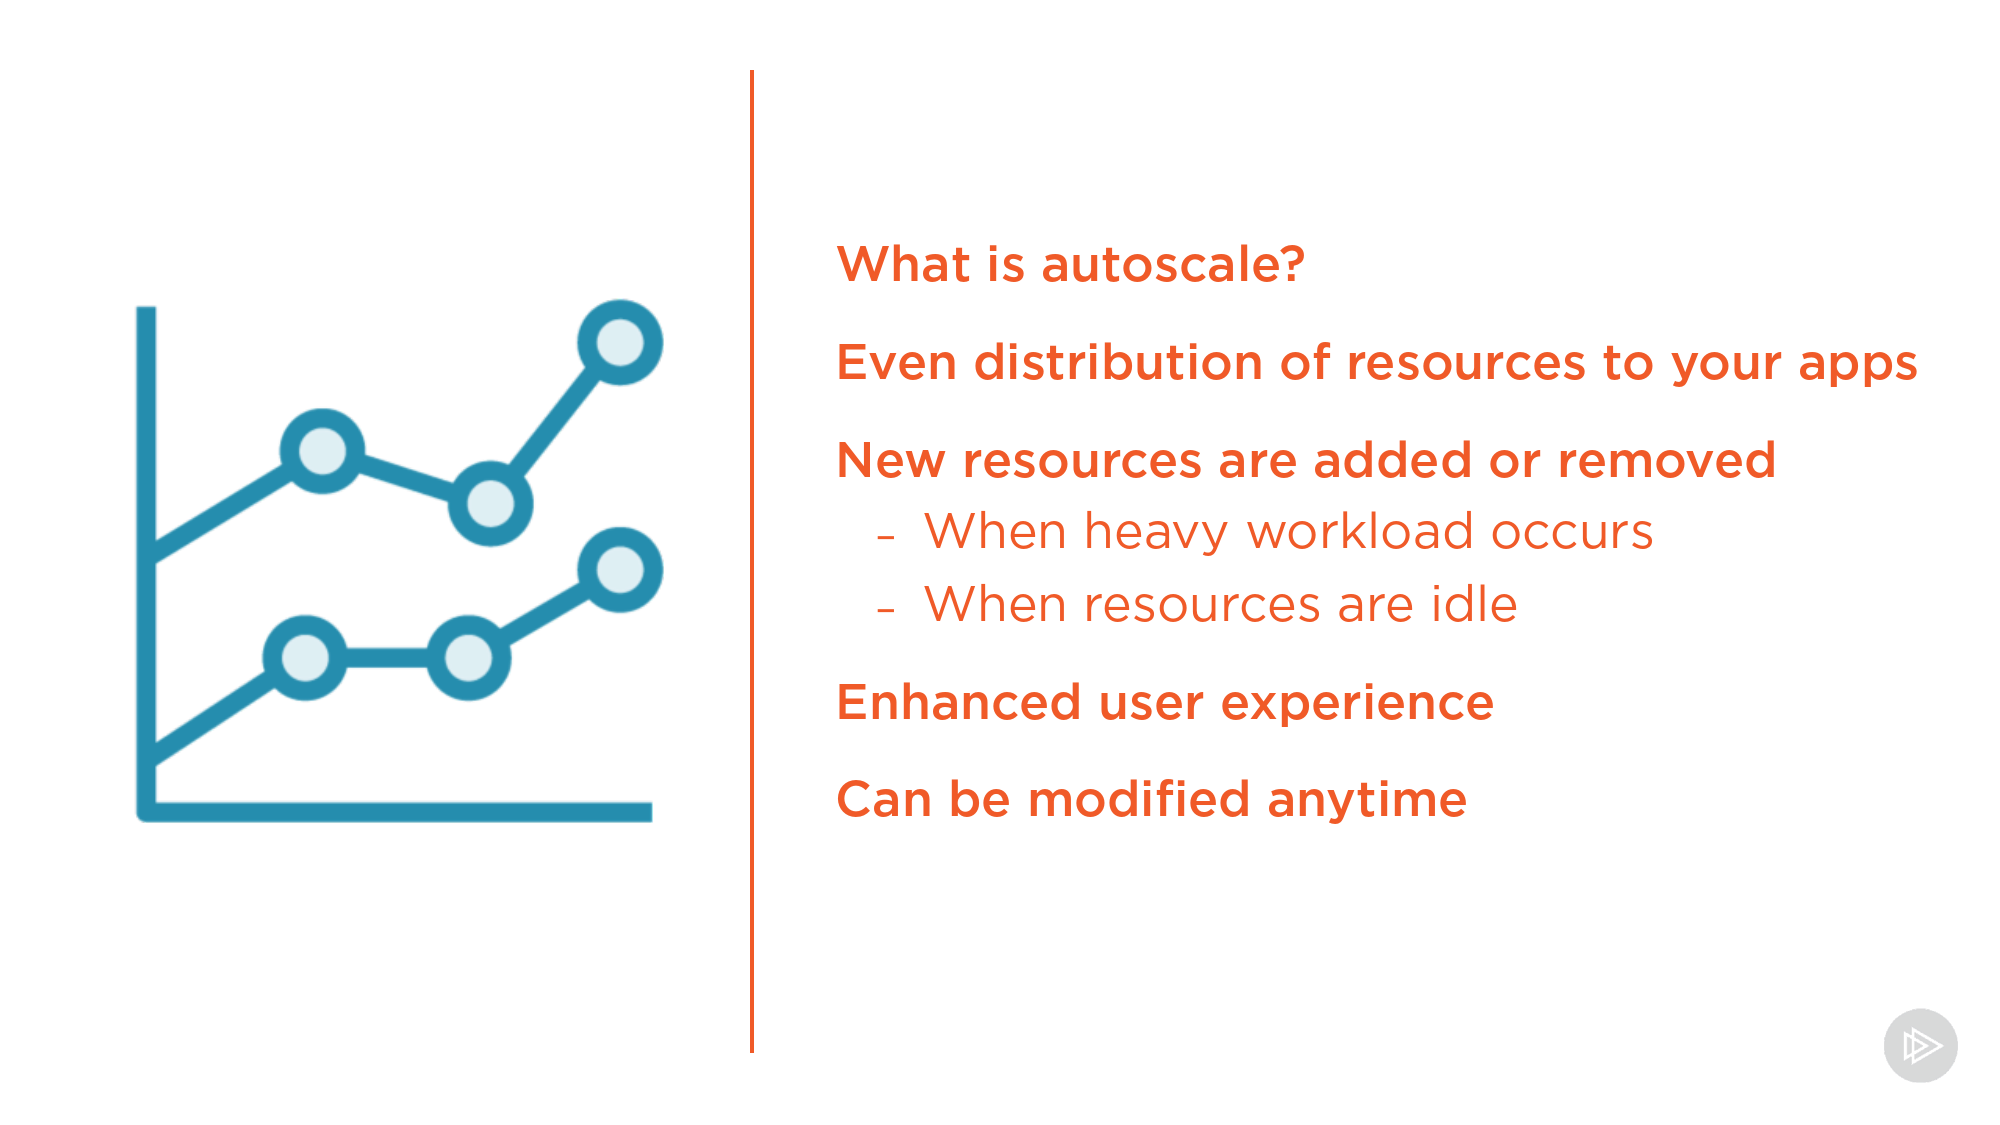 What is autoscale?
Even distribution of resources to your apps
New resources are added or removed
– When heavy workload occurs
– When resources are idle
Enhanced user experience
Can be modified anytime